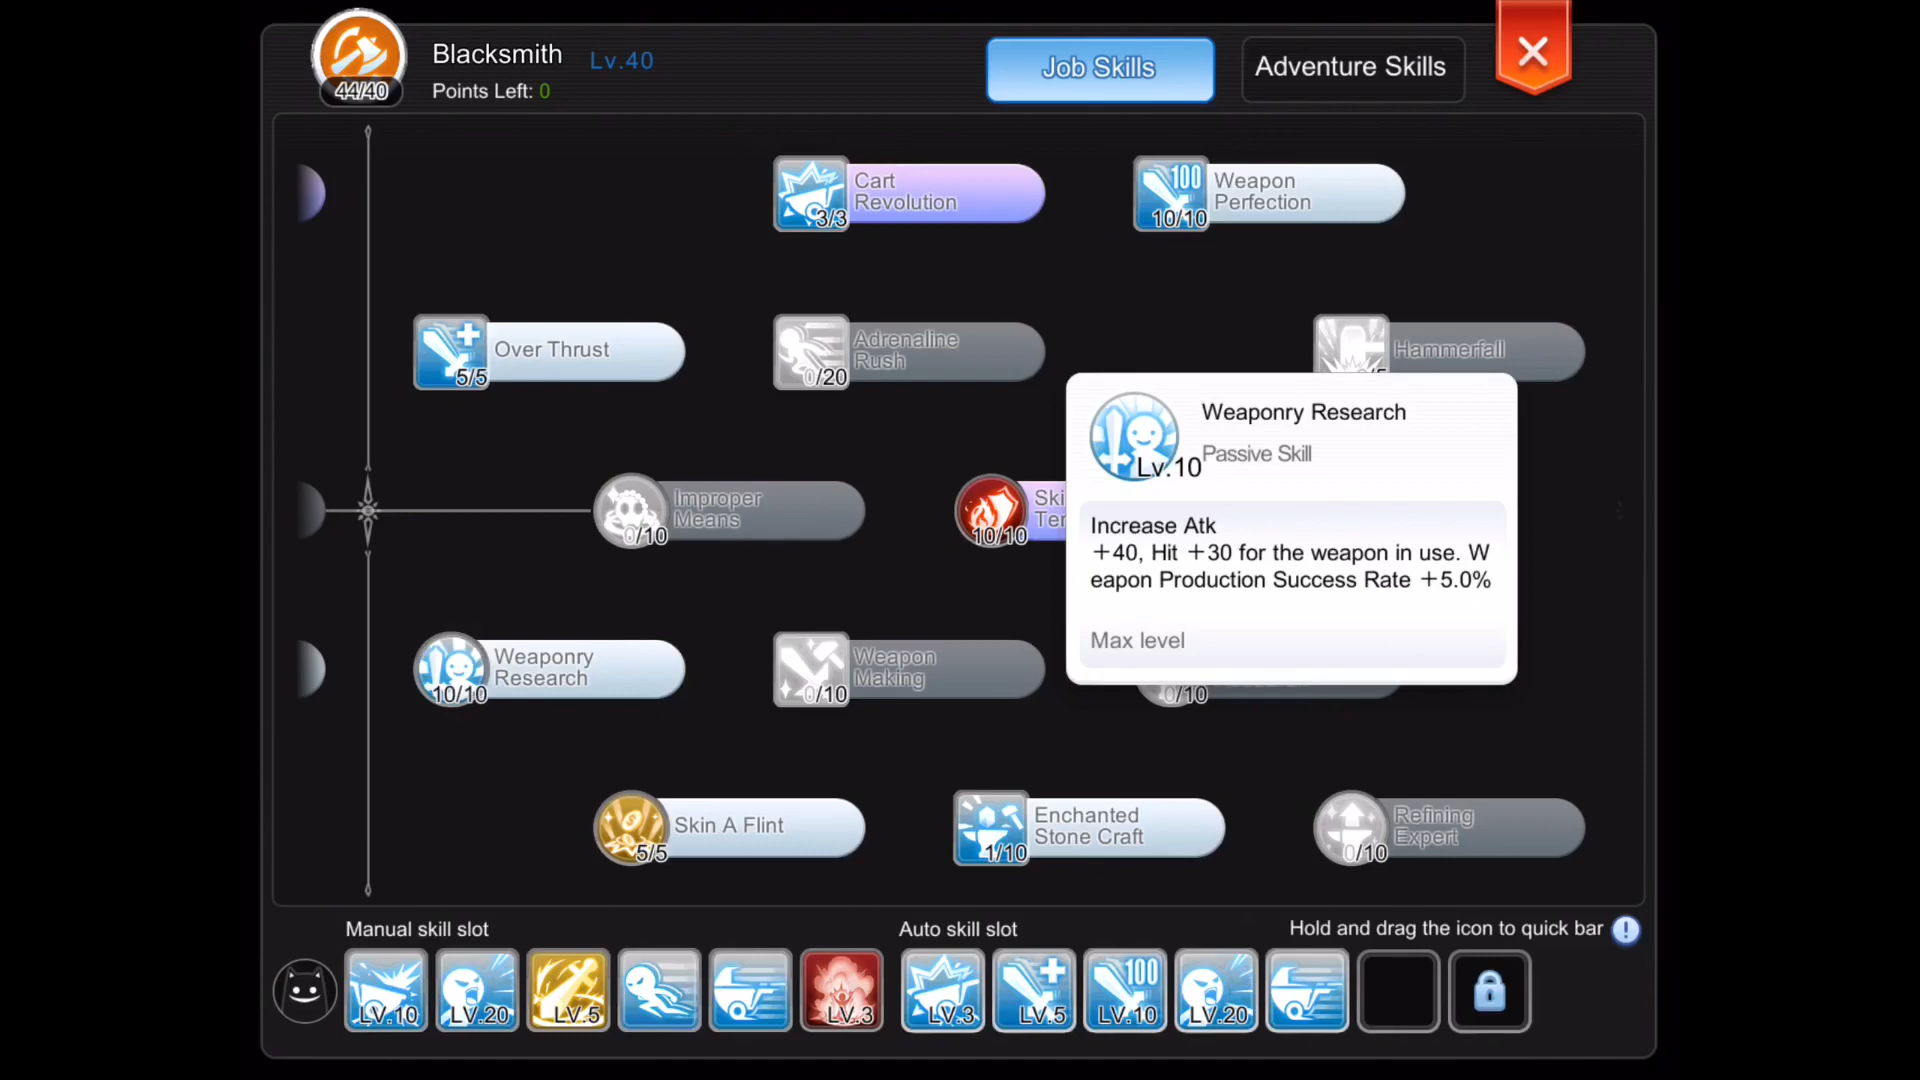 Blacksmith Lv.40
Points Left: 0
44/40
Job Skills
Adventure Skills
Cart
Revolution
3/3
100
Weapon
Perfection
10/10
Over Thrust
5/5
Adrenaline
Rush
0/20
Hammerfall
Improper
Means
0/10
Ski
Ter
10/10
Weaponry Research
Passive Skill
Lv.10
Increase Atk
+40, Hit +30 for the weapon in use. W
eapon Production Success Rate +5.0%
Max level
Weaponry
Research
10/10
Weapon
Making
0/10
0/10
Skin A Flint
5/5
Enchanted
Stone Craft
1/10
Refining
Expert
0/10
Manual skill slot
Auto skill slot
Hold and drag the icon to quick bar
LV.10
LV.20
LV.5
LV.3
LV.3
LV.5
100
LV.10
LV.20